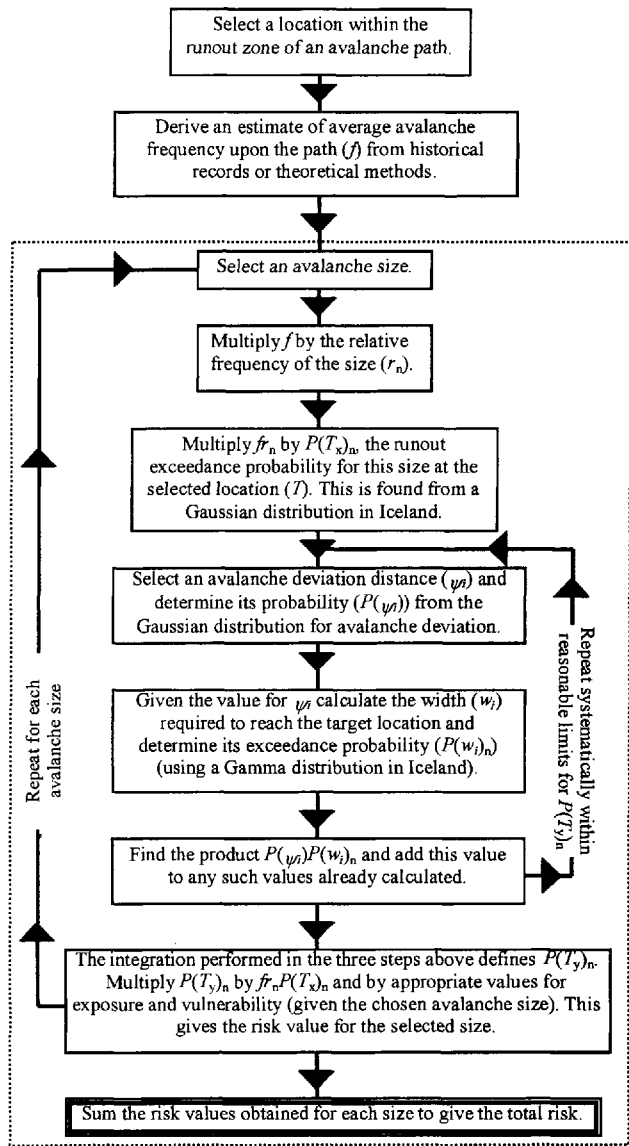 Select a location within the
runout zone of an avalanche path.
Derive an estimate of average avalanche
frequency upon the path (f) from historical
records or theoretical methods.
Select an avalanche size.
Multiply f by the relative
frequency of the size (rₙ).
Multiply frₙ by P(Tₓ)ₙ, the runout
exceedance probability for this size at the
selected location (T). This is found from a
Gaussian distribution in Iceland.
Select an avalanche deviation distance (ψi) and
determine its probability (P(ψi)) from the
Gaussian distribution for avalanche deviation.
Given the value for ψi calculate the width (wᵢ)
required to reach the target location and
determine its exceedance probability (P(wᵢ)ₙ)
(using a Gamma distribution in Iceland).
Find the product P(ψi)P(wᵢ)ₙ and add this value
to any such values already calculated.
Repeat systematically within
reasonable limits for P(T_y)ₙ
The integration performed in the three steps above defines P(T_y)ₙ.
Multiply P(T_y)ₙ by frₙP(Tₓ)ₙ and by appropriate values for
exposure and vulnerability (given the chosen avalanche size). This
gives the risk value for the selected size.
Repeat for each
avalanche size
Sum the risk values obtained for each size to give the total risk.